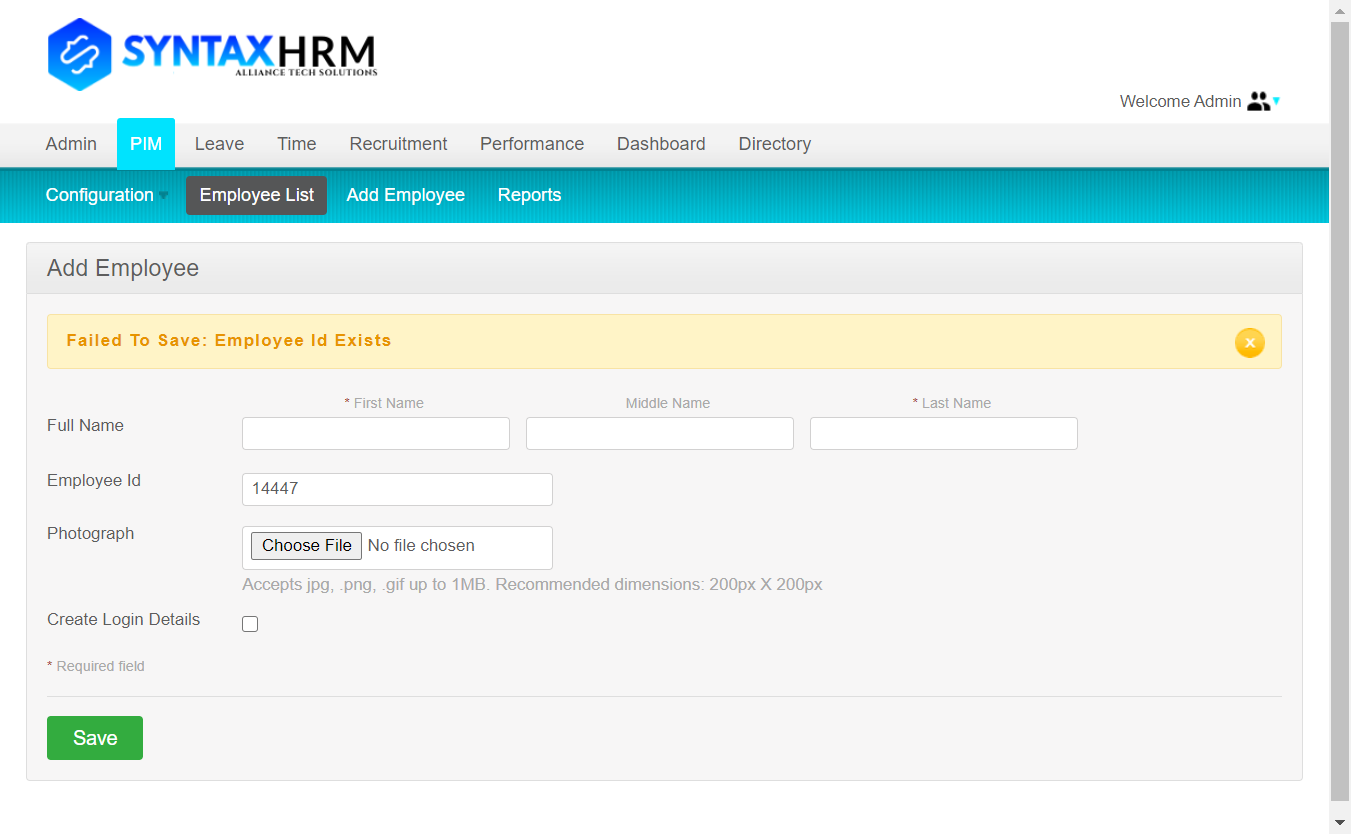 SYNTAXHRM
ALLIANCE TECH SOLUTIONS
Welcome Admin
Admin PIM Leave Time Recruitment Performance Dashboard Directory
Configuration Employee List Add Employee Reports
Add Employee
Failed To Save: Employee Id Exists
x
* First Name Middle Name * Last Name
Full Name
Employee Id 14447
Photograph Choose File No file chosen
Accepts jpg, .png, .gif up to 1MB. Recommended dimensions: 200px X 200px
Create Login Details
* Required field
Save